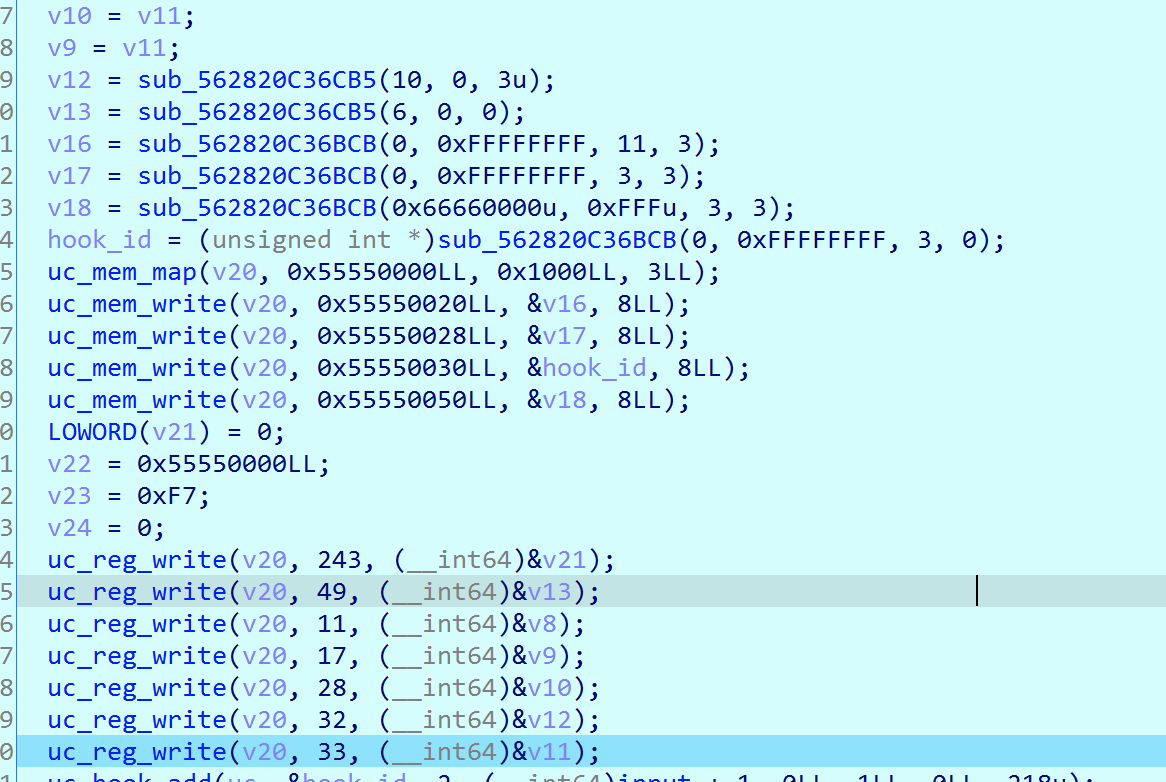 7 v10 = v11;
8 v9 = v11;
9 v12 = sub_562820C36CB5(10, 0, 3u);
0 v13 = sub_562820C36CB5(6, 0, 0);
1 v16 = sub_562820C36BCB(0, 0xFFFFFFFF, 11, 3);
2 v17 = sub_562820C36BCB(0, 0xFFFFFFFF, 3, 3);
3 v18 = sub_562820C36BCB(0x66660000u, 0xFFFu, 3, 3);
4 hook_id = (unsigned int *)sub_562820C36BCB(0, 0xFFFFFFFF, 3, 0);
5 uc_mem_map(v20, 0x55550000LL, 0x1000LL, 3LL);
6 uc_mem_write(v20, 0x55550020LL, &v16, 8LL);
7 uc_mem_write(v20, 0x55550028LL, &v17, 8LL);
8 uc_mem_write(v20, 0x55550030LL, &hook_id, 8LL);
9 uc_mem_write(v20, 0x55550050LL, &v18, 8LL);
0 LOWORD(v21) = 0;
1 v22 = 0x55550000LL;
2 v23 = 0xF7;
3 v24 = 0;
4 uc_reg_write(v20, 243, (__int64)&v21);
5 uc_reg_write(v20, 49, (__int64)&v13);
6 uc_reg_write(v20, 11, (__int64)&v8);
7 uc_reg_write(v20, 17, (__int64)&v9);
8 uc_reg_write(v20, 28, (__int64)&v10);
9 uc_reg_write(v20, 32, (__int64)&v12);
0 uc_reg_write(v20, 33, (__int64)&v11);